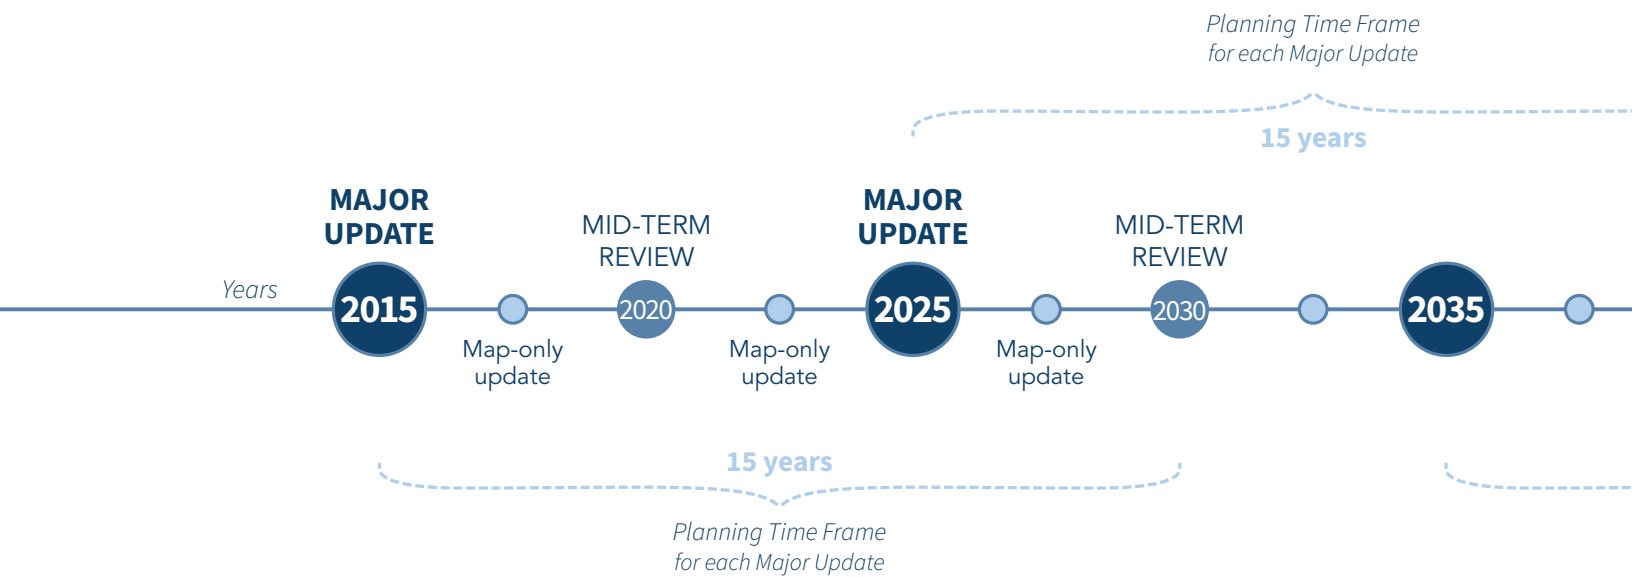 Planning Time Frame
for each Major Update
15 years
MAJOR
UPDATE
MID-TERM
REVIEW
MAJOR
UPDATE
MID-TERM
REVIEW
Years
2015
2020
2025
2030
2035
Map-only
update
Map-only
update
Map-only
update
15 years
Planning Time Frame
for each Major Update